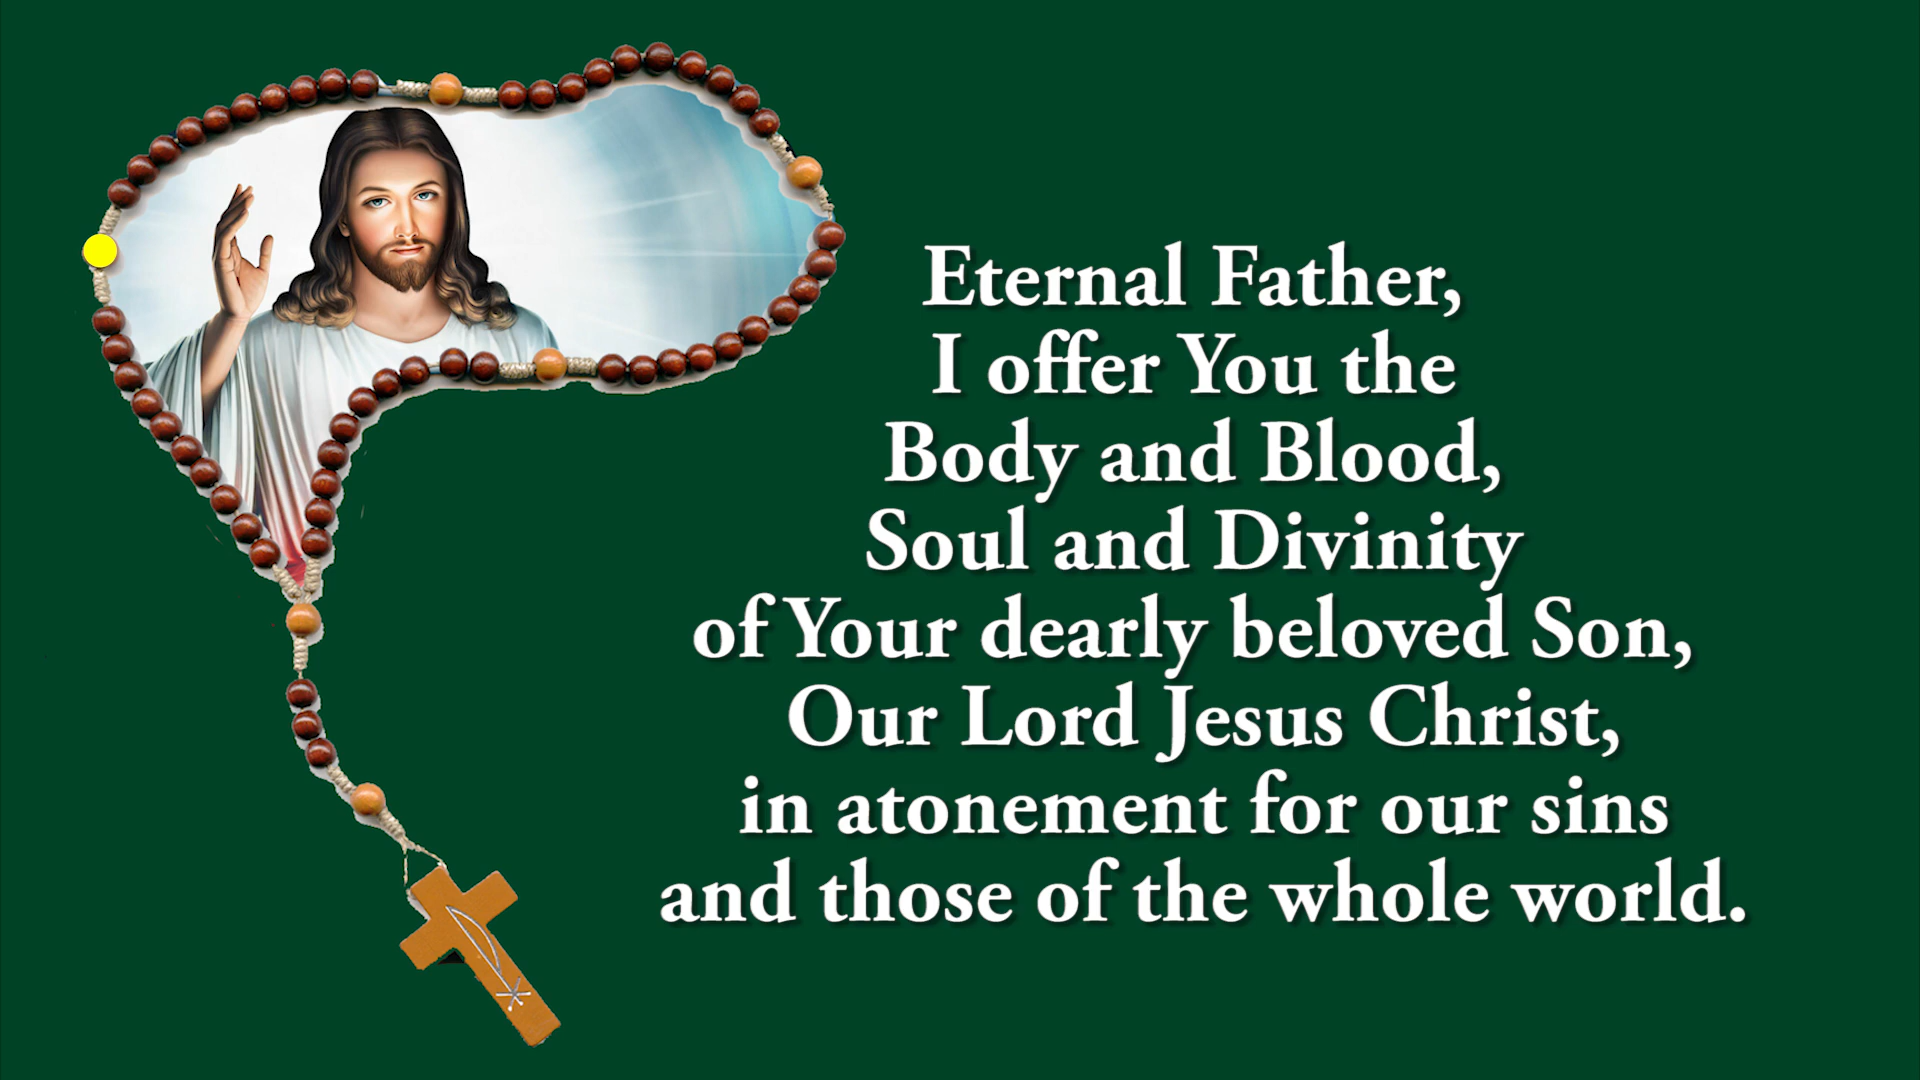 Eternal Father,
I offer You the
Body and Blood,
Soul and Divinity
of Your dearly beloved Son,
Our Lord Jesus Christ,
in atonement for our sins
and those of the whole world.